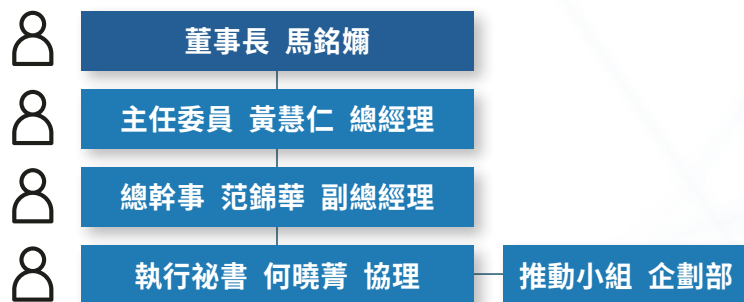 董事長 馬銘嬭
主任委員 黃慧仁 總經理
總幹事 范錦華 副總經理
執行祕書 何曉菁 協理
推動小組 企劃部